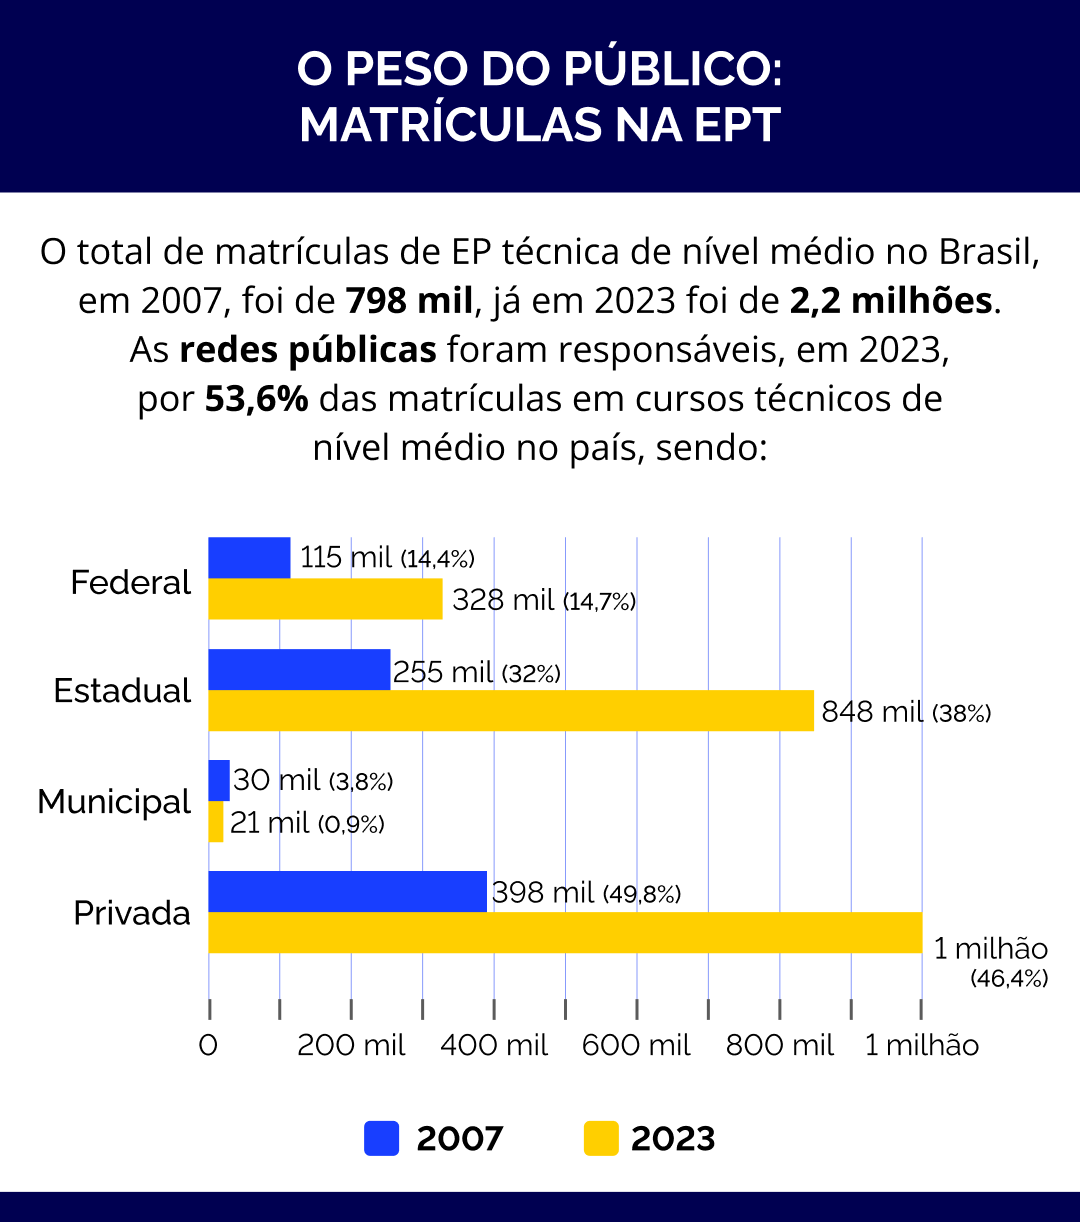 O PESO DO PÚBLICO:
MATRÍCULAS NA EPT
O total de matrículas de EP técnica de nível médio no Brasil,
em 2007, foi de 798 mil, já em 2023 foi de 2,2 milhões.
As redes públicas foram responsáveis, em 2023,
por 53,6% das matrículas em cursos técnicos de
nível médio no país, sendo:
Federal
115 mil (14,4%)
328 mil (14,7%)
Estadual
255 mil (32%)
848 mil (38%)
Municipal
30 mil (3,8%)
21 mil (0,9%)
Privada
398 mil (49,8%)
1 milhão
(46,4%)
0 200 mil 400 mil 600 mil 800 mil 1 milhão
2007 2023